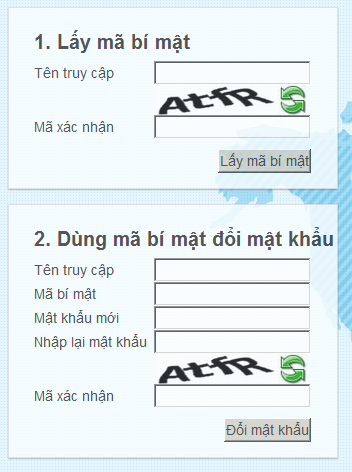 1. Lấy mã bí mật
Tên truy cập
AtfR
Mã xác nhận
Lấy mã bí mật
2. Dùng mã bí mật đổi mật khẩu
Tên truy cập
Mã bí mật
Mật khẩu mới
Nhập lại mật khẩu
AtfR
Mã xác nhận
Đổi mật khẩu